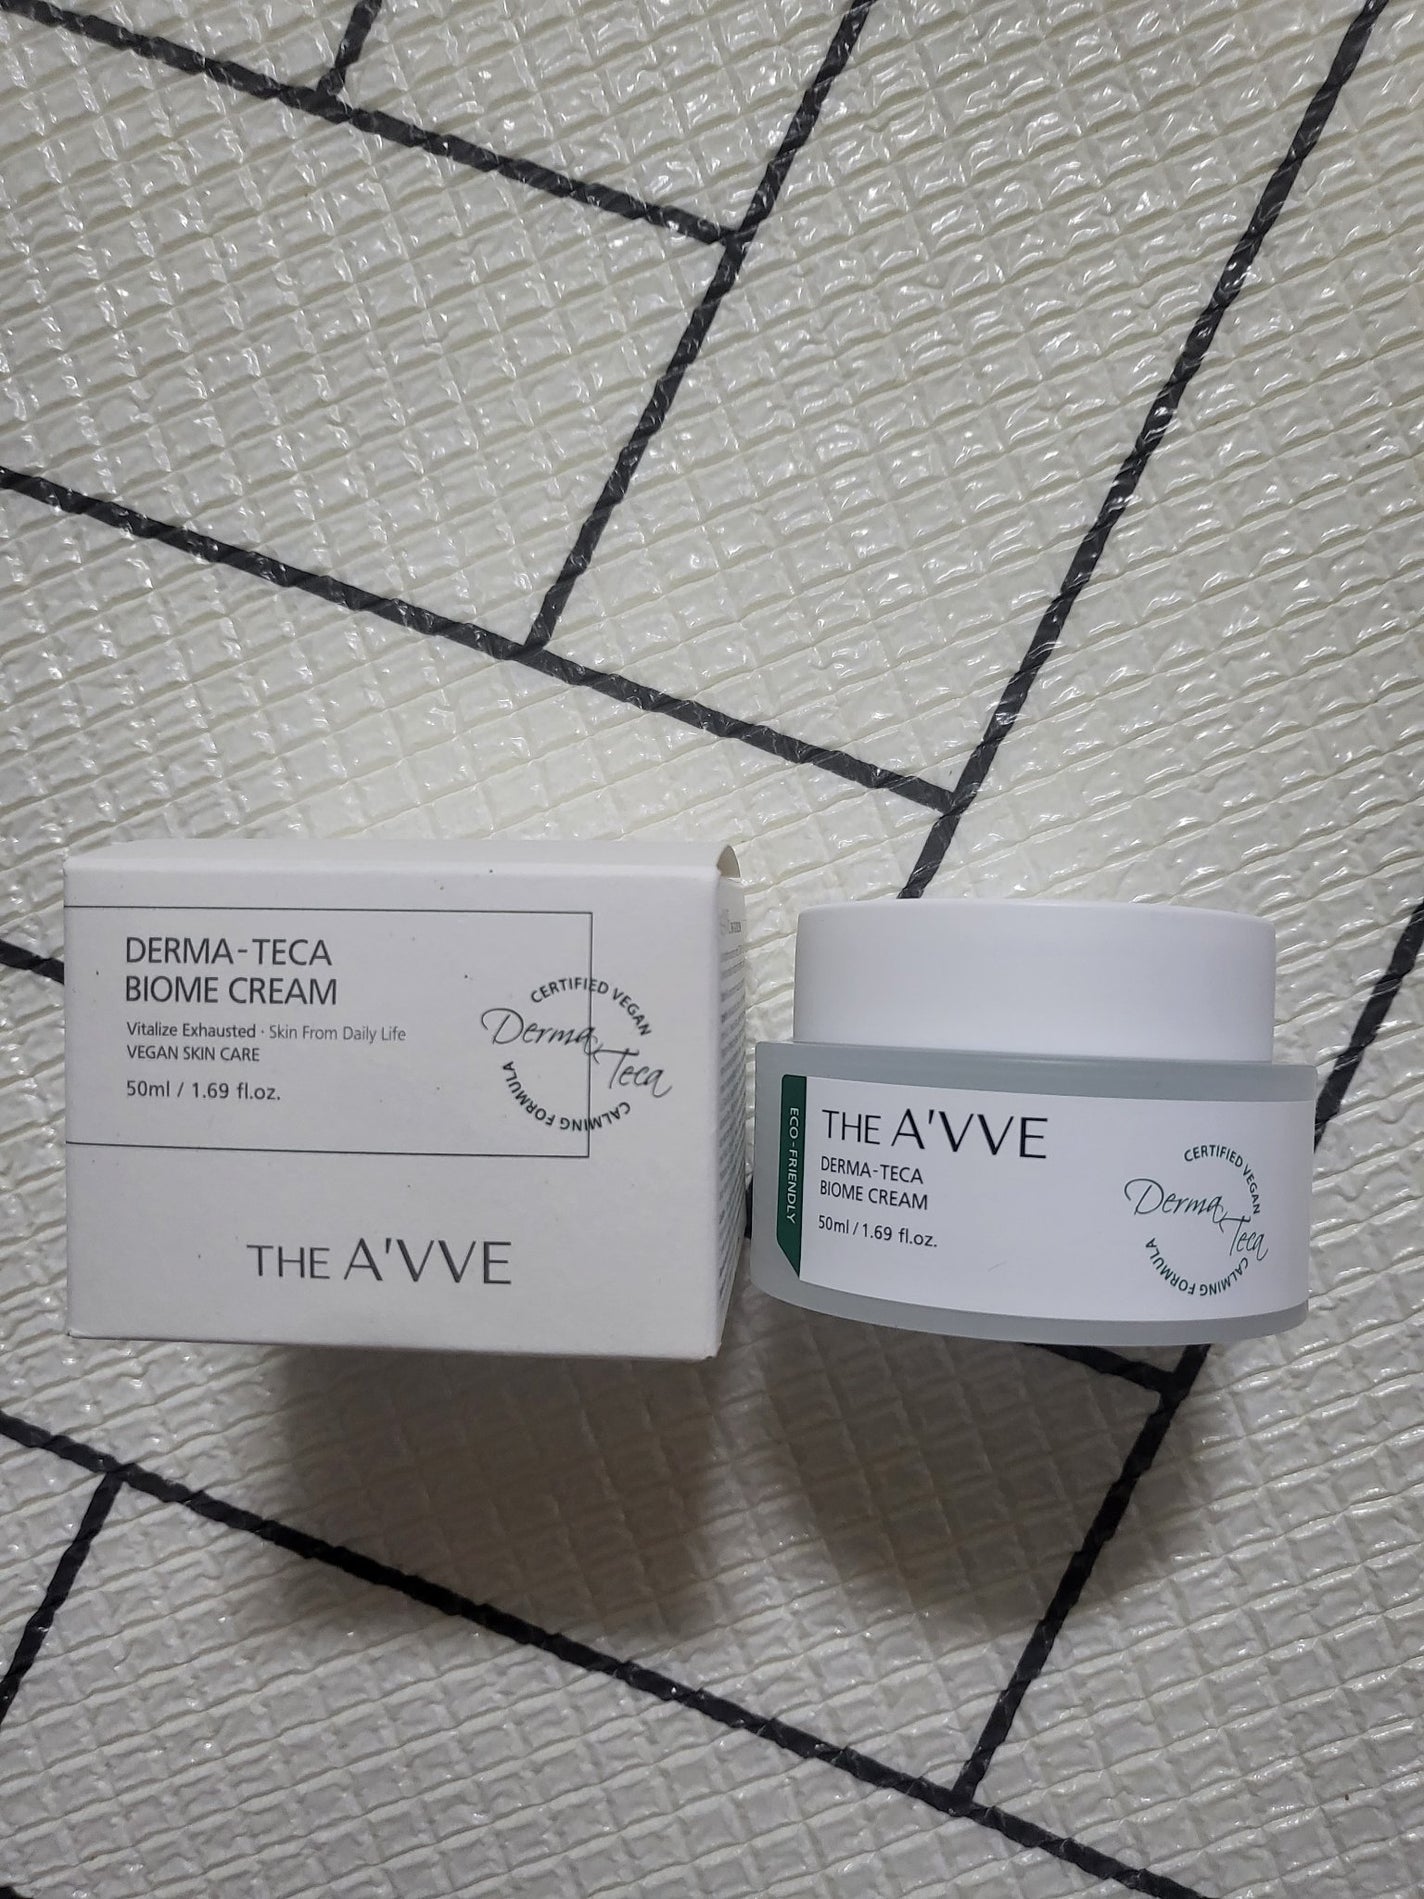 DERMA-TECA
BIOME CREAM
Vitalize Exhausted · Skin From Daily Life
VEGAN SKIN CARE
50ml / 1.69 fl.oz.
CERTIFIED VEGAN
Derma
Teca
CALMING FORMULA
THE A'VVE
ECO-FRIENDLY
THE A'VVE
DERMA-TECA
BIOME CREAM
50ml / 1.69 fl.oz.
CERTIFIED VEGAN
Derma
Teca
CALMING FORMULA